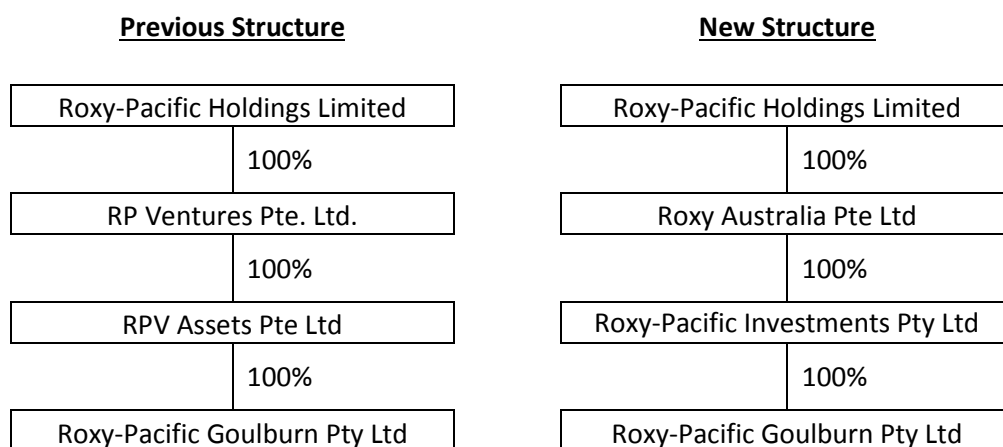 Previous Structure
Roxy-Pacific Holdings Limited
100%
RP Ventures Pte. Ltd.
100%
RPV Assets Pte Ltd
100%
Roxy-Pacific Goulburn Pty Ltd
New Structure
Roxy-Pacific Holdings Limited
100%
Roxy Australia Pte Ltd
100%
Roxy-Pacific Investments Pty Ltd
100%
Roxy-Pacific Goulburn Pty Ltd